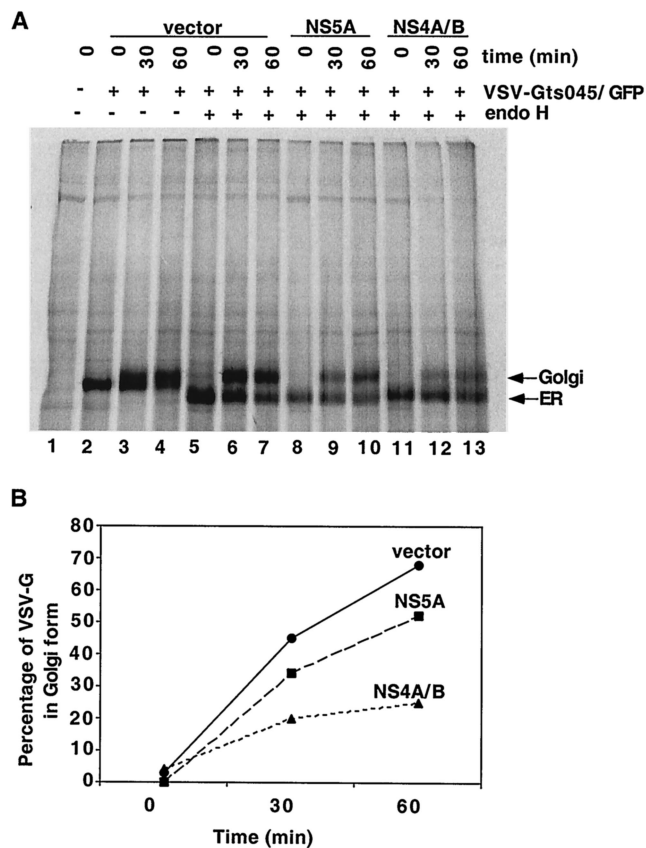 A
vector NS5A NS4A/B
0 0 30 60 0 30 60 0 30 60 0 30 60 time (min)
- + + + + + + + + + + + + VSV-Gts045/ GFP
- - - - + + + + + + + + + endo H
Golgi
ER
1 2 3 4 5 6 7 8 9 10 11 12 13
B
80
70
60
50
40
30
20
10
0
Percentage of VSV-G
in Golgi form
vector
NS5A
NS4A/B
0 30 60
Time (min)